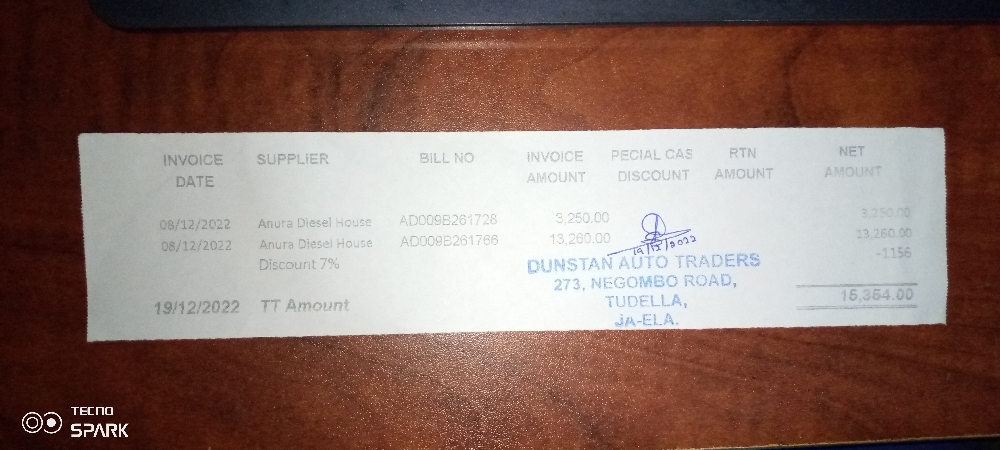 INVOICE DATE SUPPLIER BILL NO INVOICE AMOUNT PECIAL CAS DISCOUNT RTN AMOUNT NET AMOUNT
08/12/2022 Anura Diesel House AD009B261728 3,250.00 3,250.00
08/12/2022 Anura Diesel House AD009B261766 13,260.00 13,260.00
Discount 7% -1156
19/12/2022 TT Amount 15,354.00
19/12/2022
DUNSTAN AUTO TRADERS
273, NEGOMBO ROAD,
TUDELLA,
JA-ELA.
TECNO
SPARK